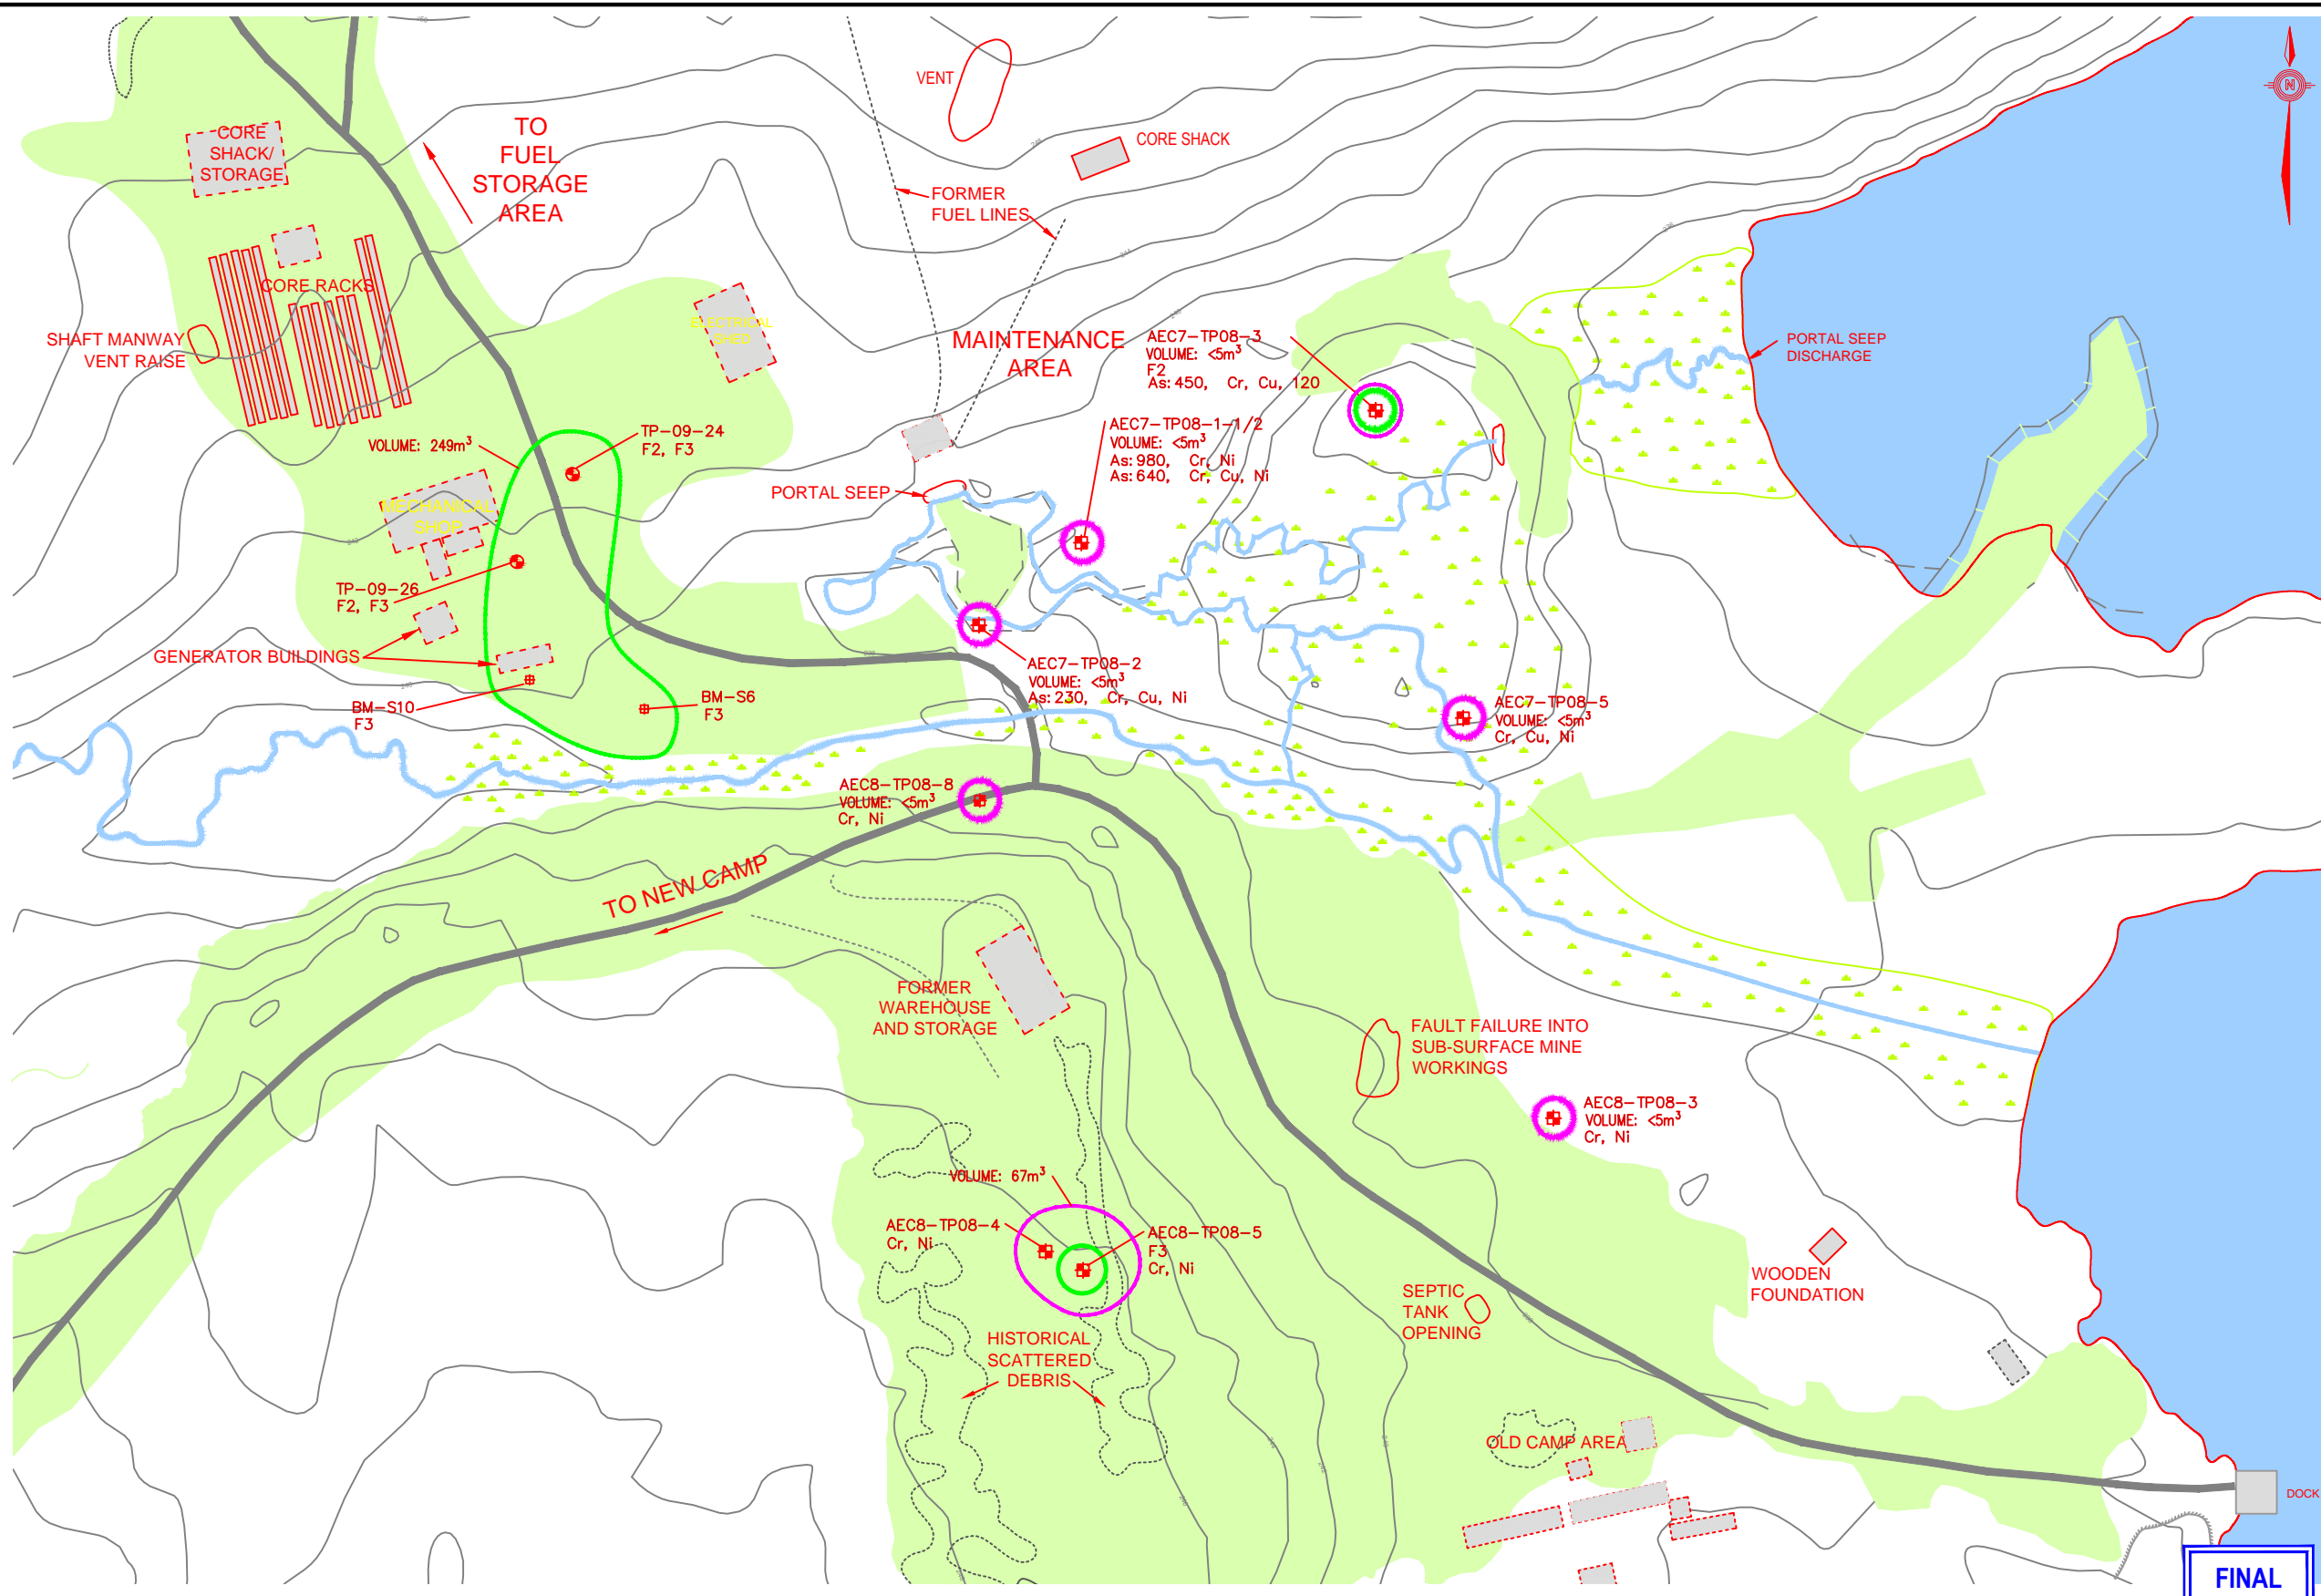 VENT
N
CORE
SHACK/
STORAGE
TO
FUEL
STORAGE
AREA
CORE SHACK
FORMER
FUEL LINES
CORE RACKS
SHAFT MANWAY
VENT RAISE
ELECTRICAL
SHED
MAINTENANCE
AREA
AEC7-TP08-3
VOLUME: <5m³
F2
As: 450, Cr, Cu, 120
PORTAL SEEP
DISCHARGE
AEC7-TP08-1-1/2
VOLUME: <5m³
As: 980, Cr, Ni
As: 640, Cr, Cu, Ni
VOLUME: 249m³
TP-09-24
F2, F3
PORTAL SEEP
MECHANICAL
SHOP
TP-09-26
F2, F3
GENERATOR BUILDINGS
AEC7-TP08-2
VOLUME: <5m³
As: 230, Cr, Cu, Ni
BM-S10
F3
BM-S6
F3
AEC7-TP08-5
VOLUME: <5m³
Cr, Cu, Ni
AEC8-TP08-8
VOLUME: <5m³
Cr, Ni
TO NEW CAMP
FORMER
WAREHOUSE
AND STORAGE
FAULT FAILURE INTO
SUB-SURFACE MINE
WORKINGS
AEC8-TP08-3
VOLUME: <5m³
Cr, Ni
VOLUME: 67m³
AEC8-TP08-4
Cr, Ni
AEC8-TP08-5
F3
Cr, Ni
WOODEN
FOUNDATION
SEPTIC
TANK
OPENING
HISTORICAL
SCATTERED
DEBRIS
OLD CAMP AREA
DOCK
FINAL